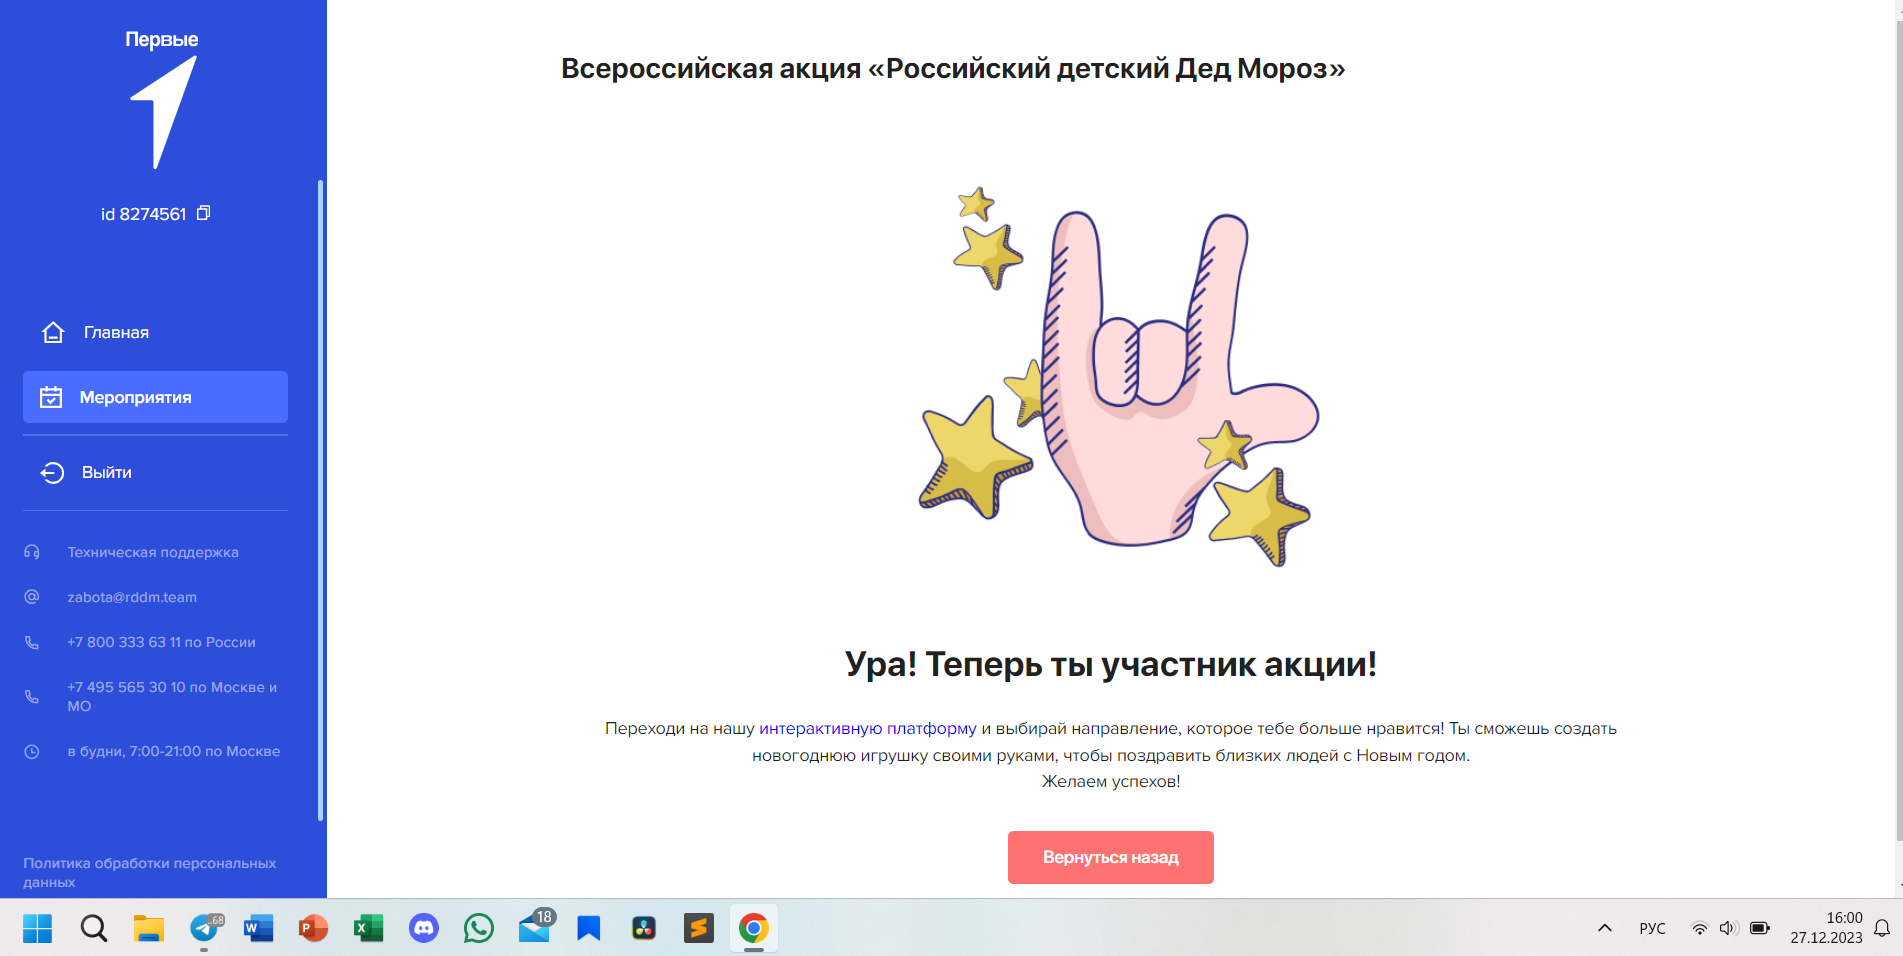 Первые
id 8274561
Главная
Мероприятия
Выйти
Техническая поддержка
zabota@rddm.team
+7 800 333 63 11 по России
+7 495 565 30 10 по Москве и
МО
в будни, 7:00-21:00 по Москве
Политика обработки персональных
данных
Всероссийская акция «Российский детский Дед Мороз»
Ура! Теперь ты участник акции!
Переходи на нашу интерактивную платформу и выбирай направление, которое тебе больше нравится! Ты сможешь создать
новогоднюю игрушку своими руками, чтобы поздравить близких людей с Новым годом.
Желаем успехов!
Вернуться назад
..68
W
P
X
18
РУС
16:00
27.12.2023